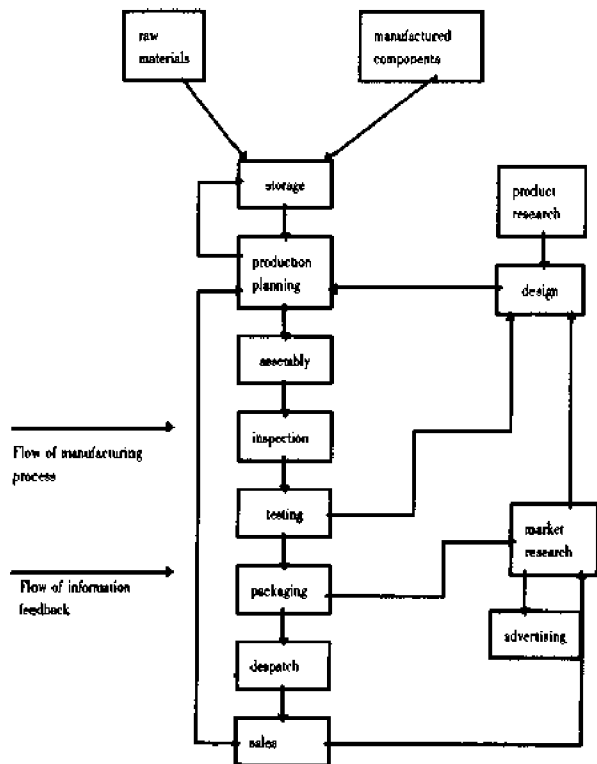 raw
materials
manufactured
components
storage
product
research
production
planning
design
assembly
Flow of manufacturing
process
inspection
testing
market
research
Flow of information
feedback
packaging
advertising
despatch
sales